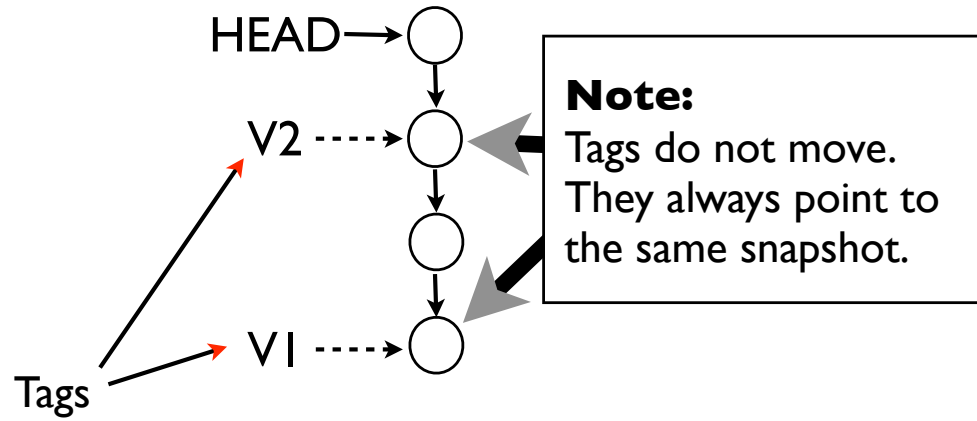 HEAD
V2
V1
Tags
Note:
Tags do not move.
They always point to
the same snapshot.